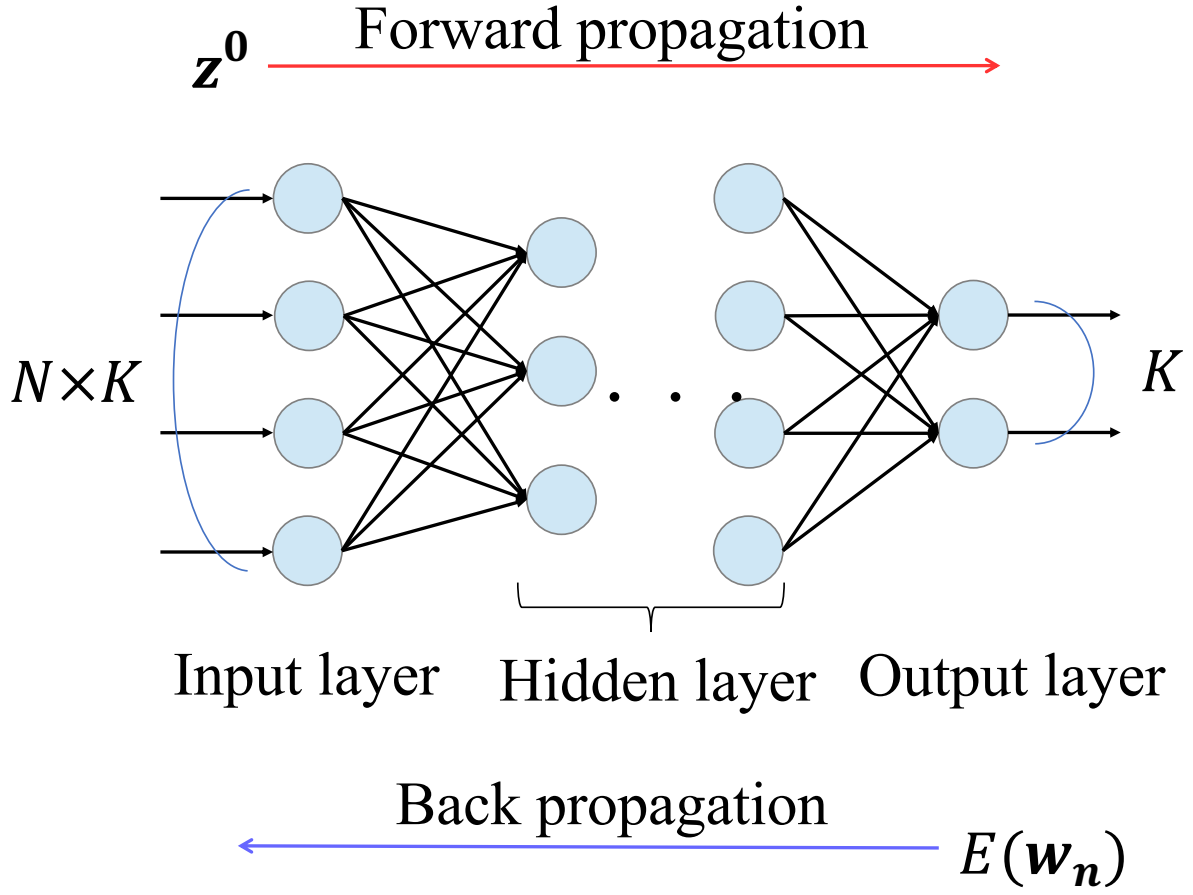 Forward propagation
𝒛⁰
N×K
. . .
K
Input layer
Hidden layer
Output layer
Back propagation
E(𝒘ₙ)